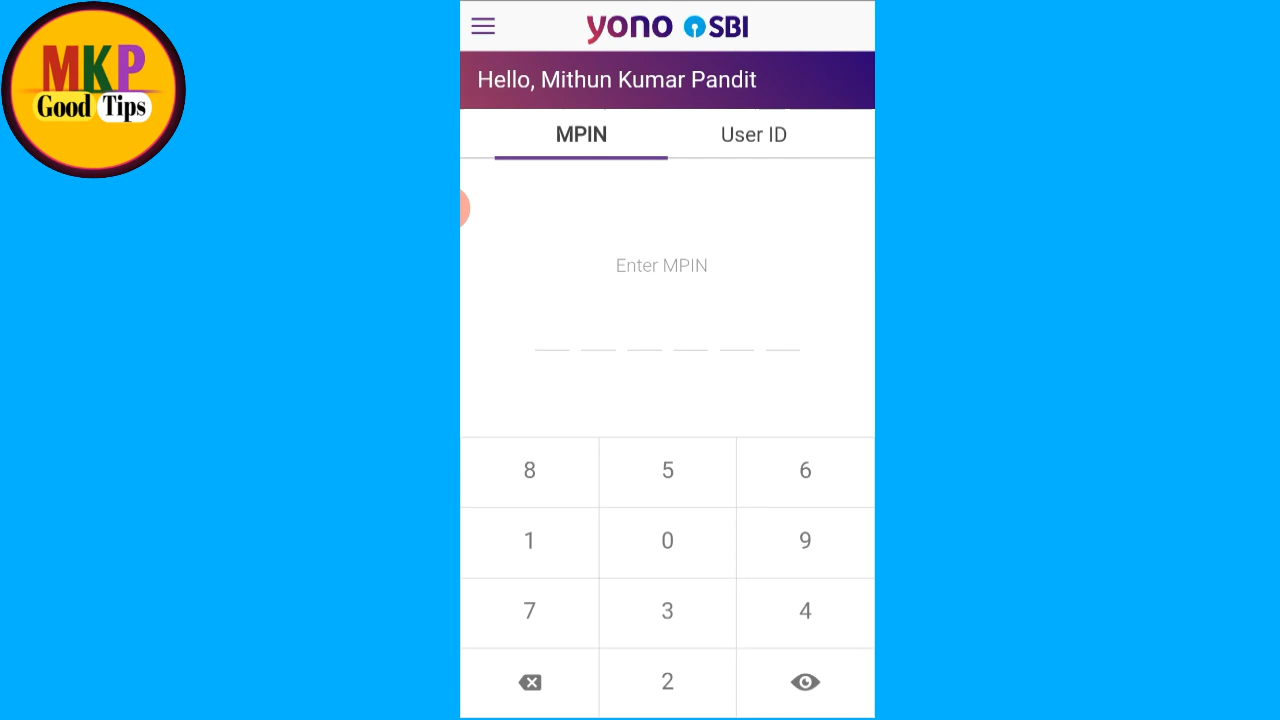 MKP
Good Tips
yono SBI
Hello, Mithun Kumar Pandit
MPIN User ID
Enter MPIN
8 5 6
1 0 9
7 3 4
2